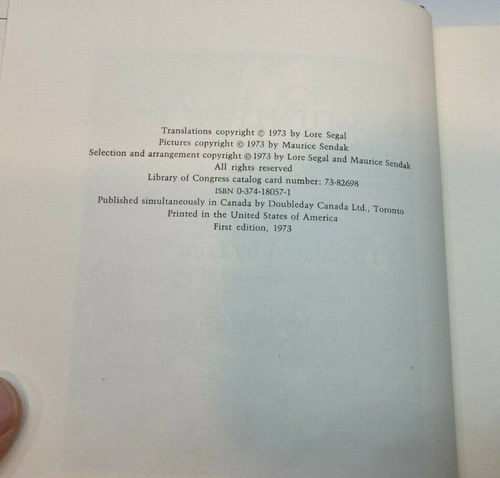 Translations copyright © 1973 by Lore Segal
Pictures copyright © 1973 by Maurice Sendak
Selection and arrangement copyright © 1973 by Lore Segal and Maurice Sendak
All rights reserved
Library of Congress catalog card number: 73-82698
ISBN 0-374-18057-1
Published simultaneously in Canada by Doubleday Canada Ltd., Toronto
Printed in the United States of America
First edition, 1973